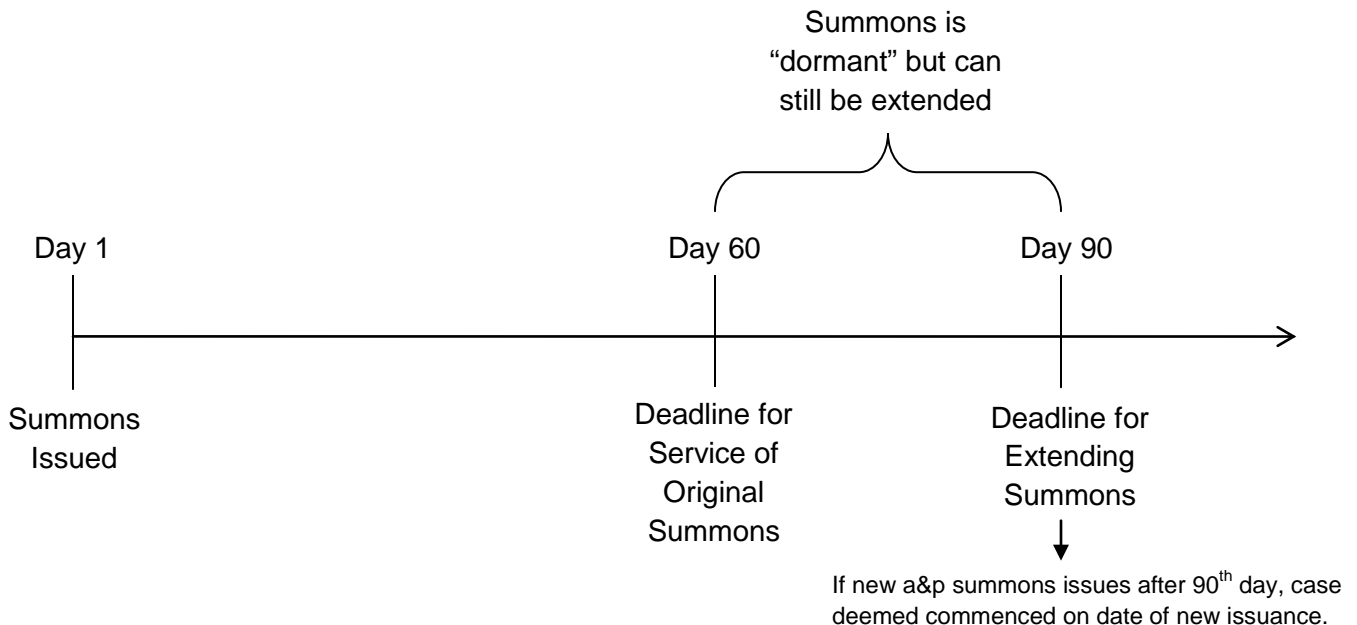 Summons is
“dormant” but can
still be extended
Day 1
Day 60
Day 90
Summons
Issued
Deadline for
Service of
Original
Summons
Deadline for
Extending
Summons
If new a&p summons issues after 90th day, case
deemed commenced on date of new issuance.